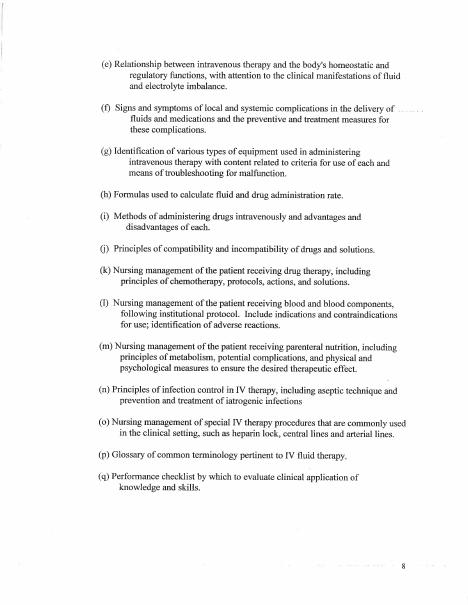 (e) Relationship between intravenous therapy and the body's homeostatic and
regulatory functions, with attention to the clinical manifestations of fluid
and electrolyte imbalance.
(f) Signs and symptoms of local and systemic complications in the delivery of
fluids and medications and the preventive and treatment measures for
these complications.
(g) Identification of various types of equipment used in administering
intravenous therapy with content related to criteria for use of each and
means of troubleshooting for malfunction.
(h) Formulas used to calculate fluid and drug administration rate.
(i) Methods of administering drugs intravenously and advantages and
disadvantages of each.
(j) Principles of compatibility and incompatibility of drugs and solutions.
(k) Nursing management of the patient receiving drug therapy, including
principles of chemotherapy, protocols, actions, and solutions.
(l) Nursing management of the patient receiving blood and blood components,
following institutional protocol. Include indications and contraindications
for use; identification of adverse reactions.
(m) Nursing management of the patient receiving parenteral nutrition, including
principles of metabolism, potential complications, and physical and
psychological measures to ensure the desired therapeutic effect.
(n) Principles of infection control in IV therapy, including aseptic technique and
prevention and treatment of iatrogenic infections
(o) Nursing management of special IV therapy procedures that are commonly used
in the clinical setting, such as heparin lock, central lines and arterial lines.
(p) Glossary of common terminology pertinent to IV fluid therapy.
(q) Performance checklist by which to evaluate clinical application of
knowledge and skills.
8